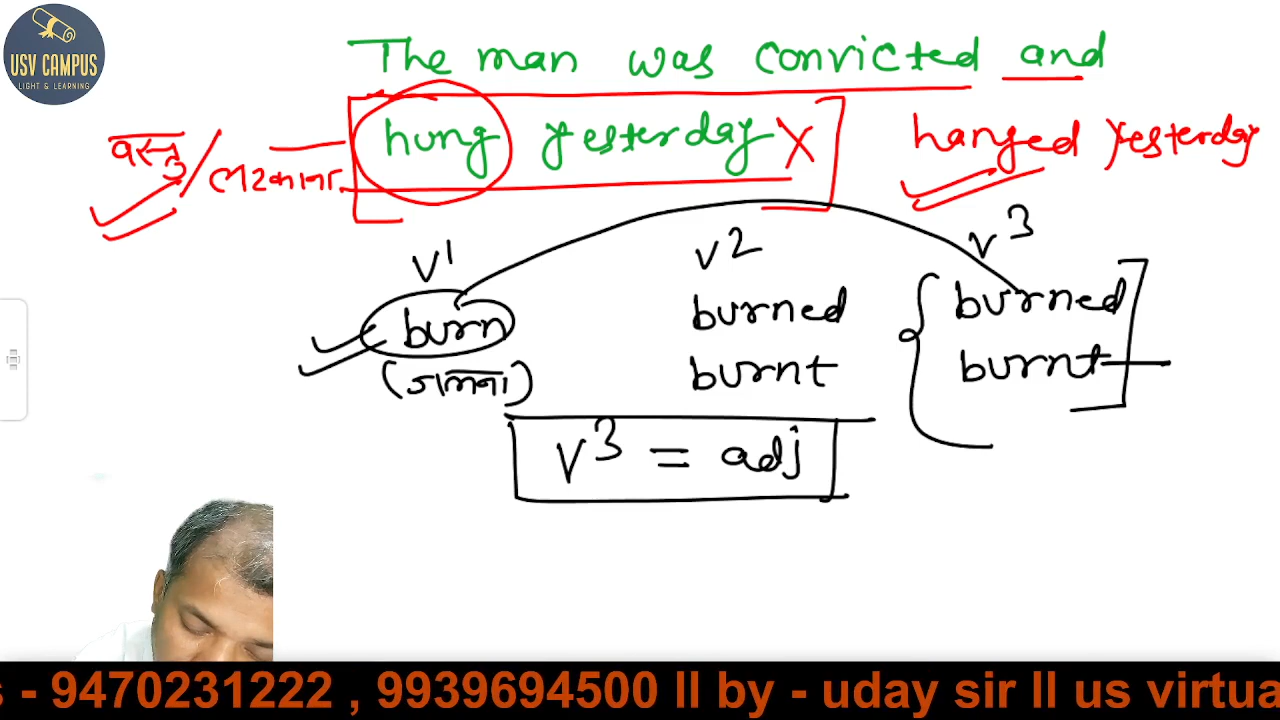 USV CAMPUS
LIGHT & LEARNING
The man was convicted and
hung yesterday X hanged yesterday
वस्तु / लटकाना
V1 V2 V3
burn burned burned
(जलाना) burnt burnt
V3 = adj
- 9470231222 , 9939694500 ll by - uday sir ll us virtua